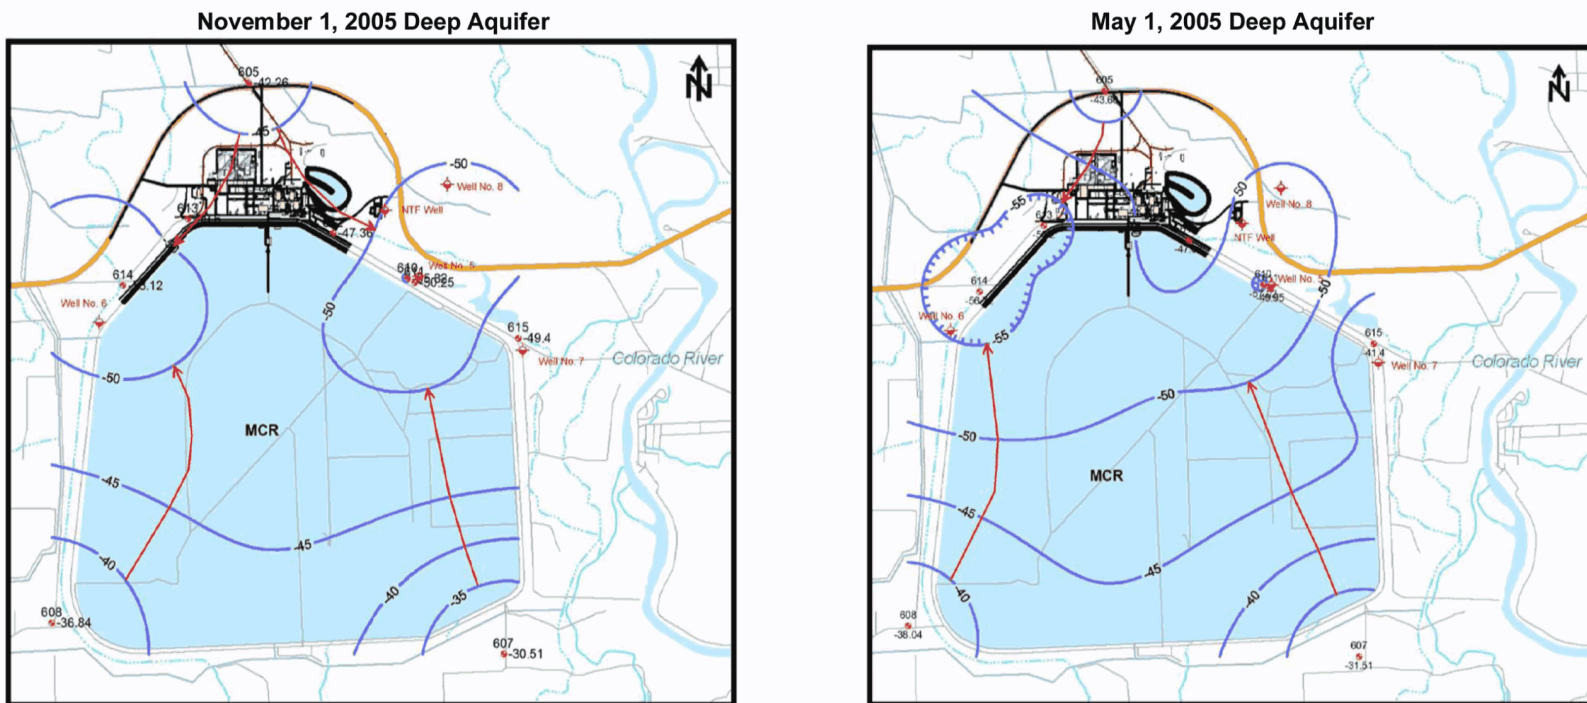 November 1, 2005 Deep Aquifer
605
-42.26
N
-45
-50
Well No. 8
613
NTF Well
-47.36
Well No. 5
-50.25
614
Well No. 6
-50
615
-49.4
Well No. 7
Colorado River
-50
MCR
-45
-45
-40
-40
-35
608
-36.84
607
-30.51
May 1, 2005 Deep Aquifer
605
N
-55
-50
Well No. 8
NTF Well
Well No. 5
614
-50
Well No. 6
-55
615
-41.4
Well No. 7
Colorado River
-50
-50
MCR
-45
-45
-40
-40
608
-38.04
607
-31.51